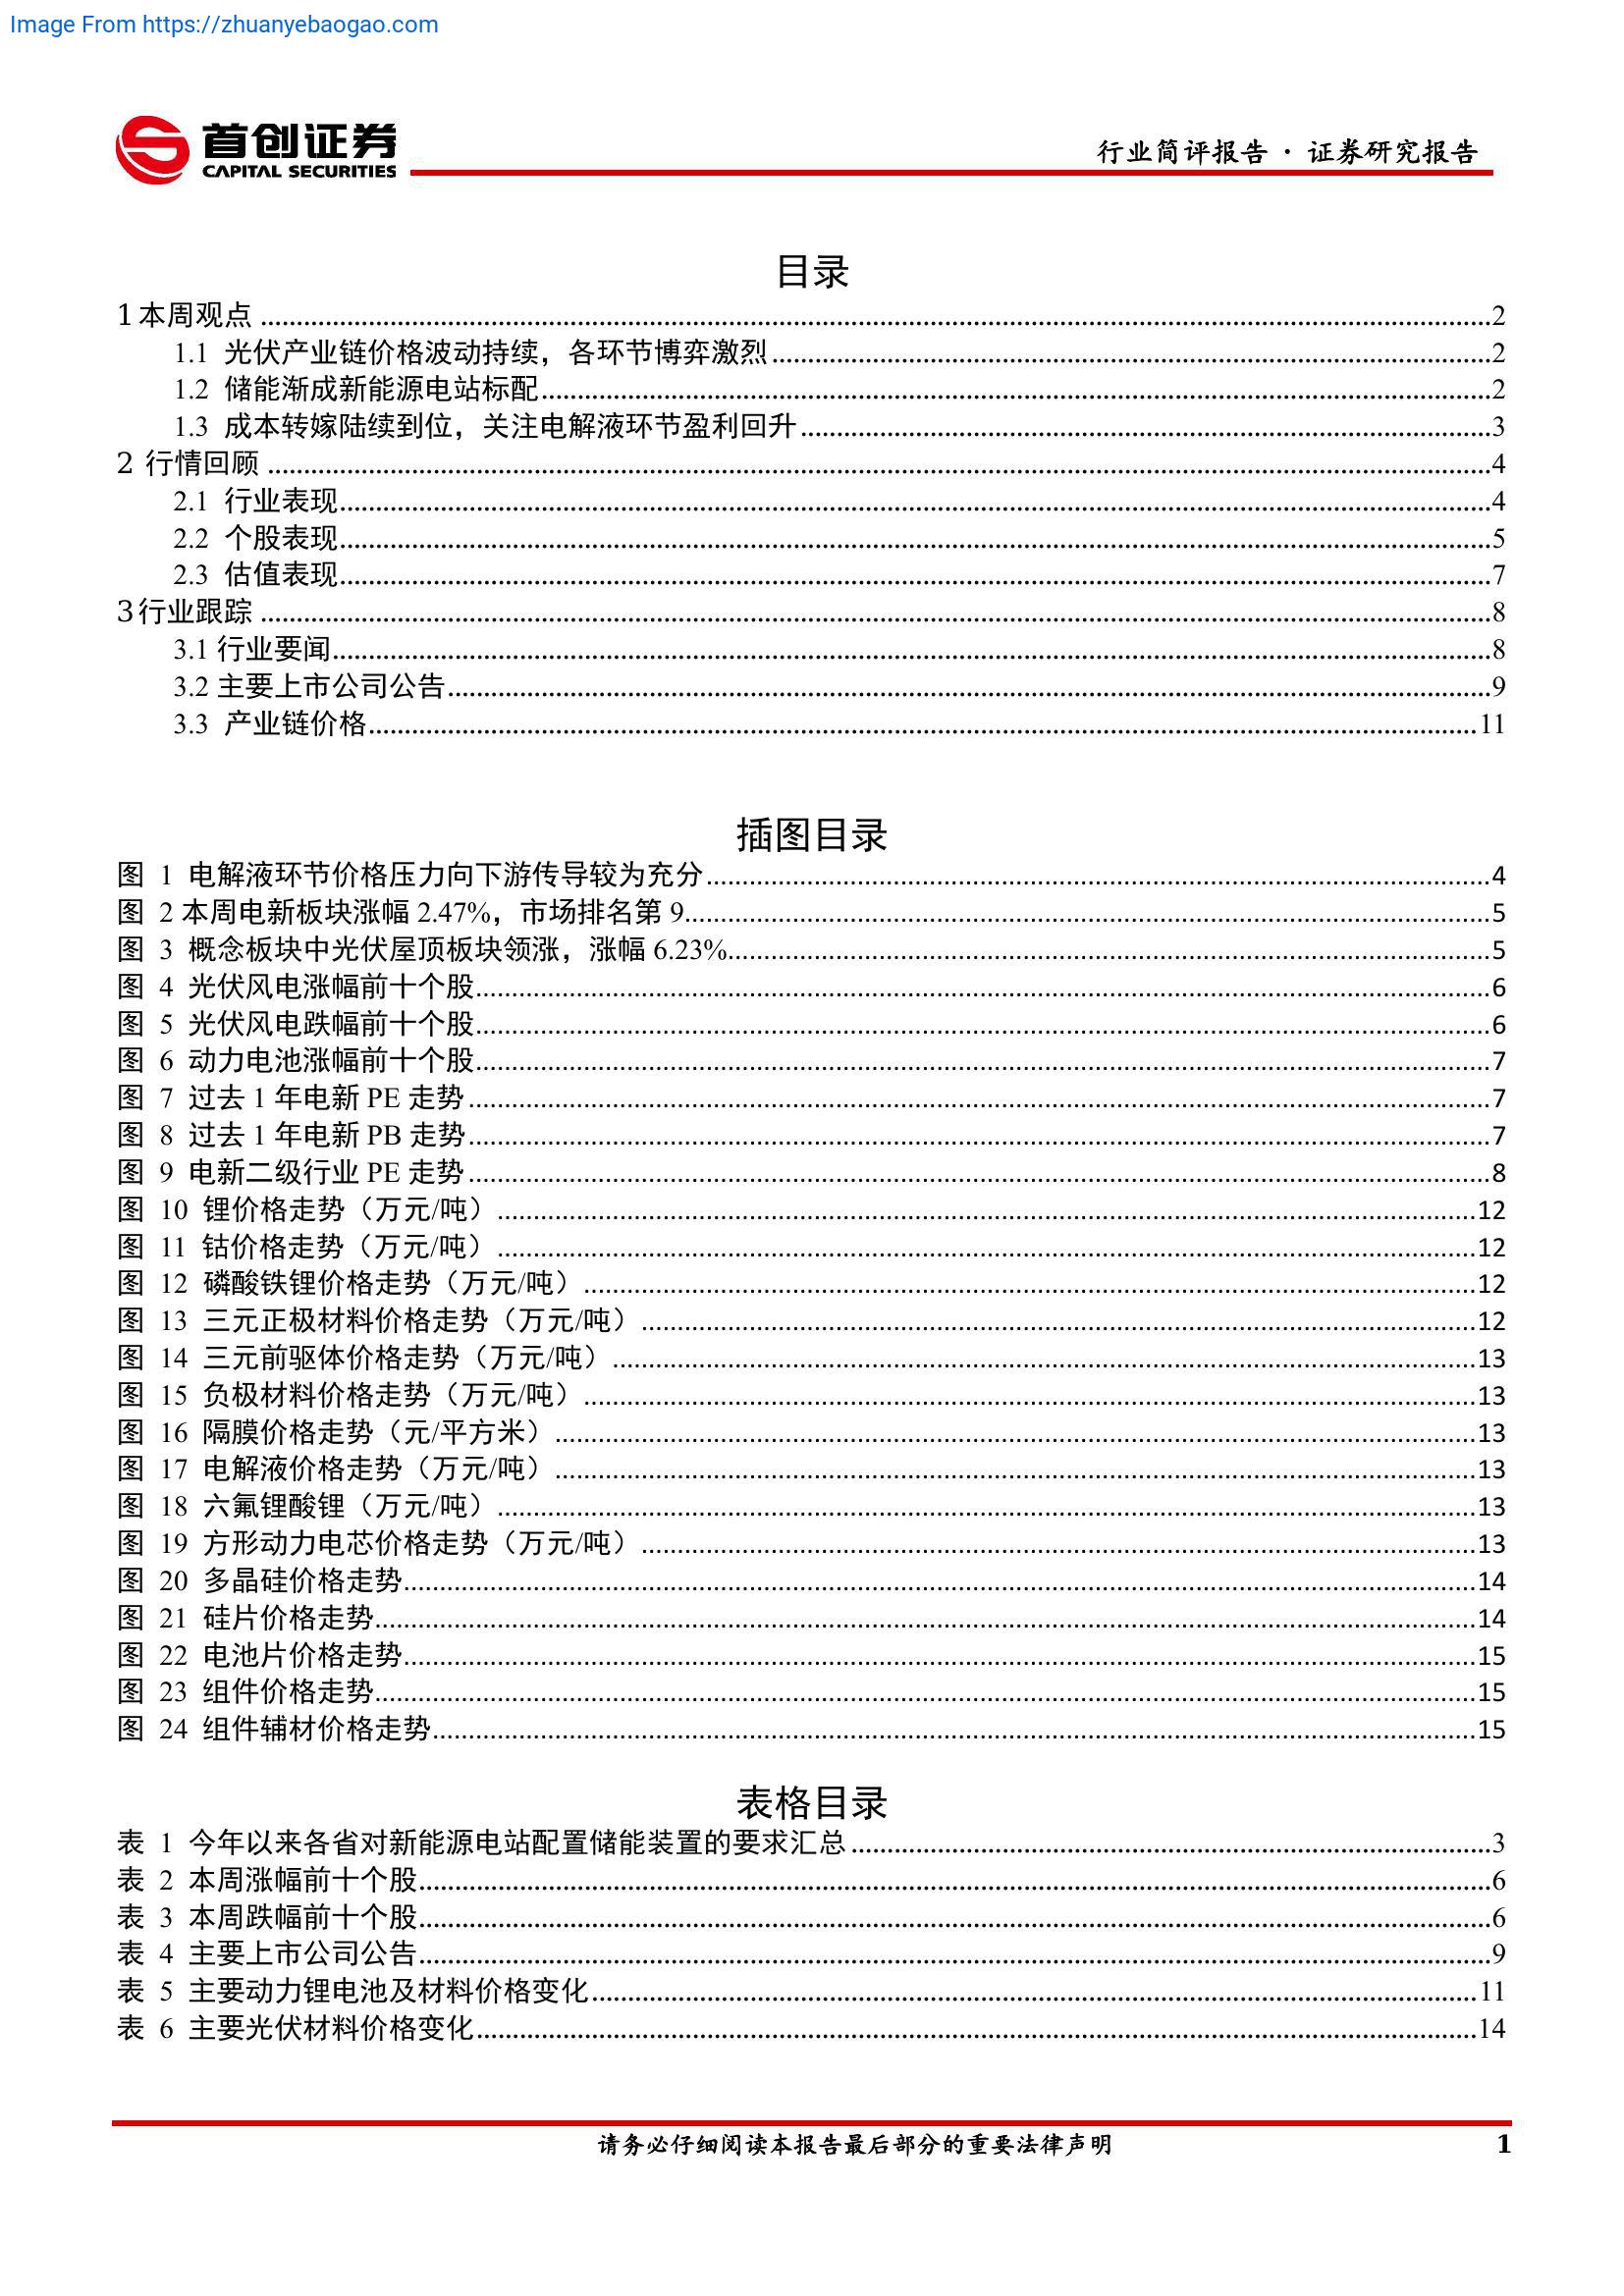 Image From https://zhuanyebaogao.com
首创证券
CAPITAL SECURITIES
行业简评报告 · 证券研究报告
目录
1本周观点 ........ 2
1.1 光伏产业链价格波动持续，各环节博弈激烈 ........ 2
1.2 储能渐成新能源电站标配 ........ 2
1.3 成本转嫁陆续到位，关注电解液环节盈利回升 ........ 3
2 行情回顾 ........ 4
2.1 行业表现 ........ 4
2.2 个股表现 ........ 5
2.3 估值表现 ........ 7
3行业跟踪 ........ 8
3.1 行业要闻 ........ 8
3.2 主要上市公司公告 ........ 9
3.3 产业链价格 ........ 11
插图目录
图 1 电解液环节价格压力向下游传导较为充分 ........ 4
图 2 本周电新板块涨幅 2.47%，市场排名第 9 ........ 5
图 3 概念板块中光伏屋顶板块领涨，涨幅 6.23% ........ 5
图 4 光伏风电涨幅前十个股 ........ 6
图 5 光伏风电跌幅前十个股 ........ 6
图 6 动力电池涨幅前十个股 ........ 7
图 7 过去 1 年电新 PE 走势 ........ 7
图 8 过去 1 年电新 PB 走势 ........ 7
图 9 电新二级行业 PE 走势 ........ 8
图 10 锂价格走势（万元/吨） ........ 12
图 11 钴价格走势（万元/吨） ........ 12
图 12 磷酸铁锂价格走势（万元/吨） ........ 12
图 13 三元正极材料价格走势（万元/吨） ........ 12
图 14 三元前驱体价格走势（万元/吨） ........ 13
图 15 负极材料价格走势（万元/吨） ........ 13
图 16 隔膜价格走势（元/平方米） ........ 13
图 17 电解液价格走势（万元/吨） ........ 13
图 18 六氟锂酸锂（万元/吨） ........ 13
图 19 方形动力电芯价格走势（万元/吨） ........ 13
图 20 多晶硅价格走势 ........ 14
图 21 硅片价格走势 ........ 14
图 22 电池片价格走势 ........ 15
图 23 组件价格走势 ........ 15
图 24 组件辅材价格走势 ........ 15
表格目录
表 1 今年以来各省对新能源电站配置储能装置的要求汇总 ........ 3
表 2 本周涨幅前十个股 ........ 6
表 3 本周跌幅前十个股 ........ 6
表 4 主要上市公司公告 ........ 9
表 5 主要动力锂电池及材料价格变化 ........ 11
表 6 主要光伏材料价格变化 ........ 14
请务必仔细阅读本报告最后部分的重要法律声明 1